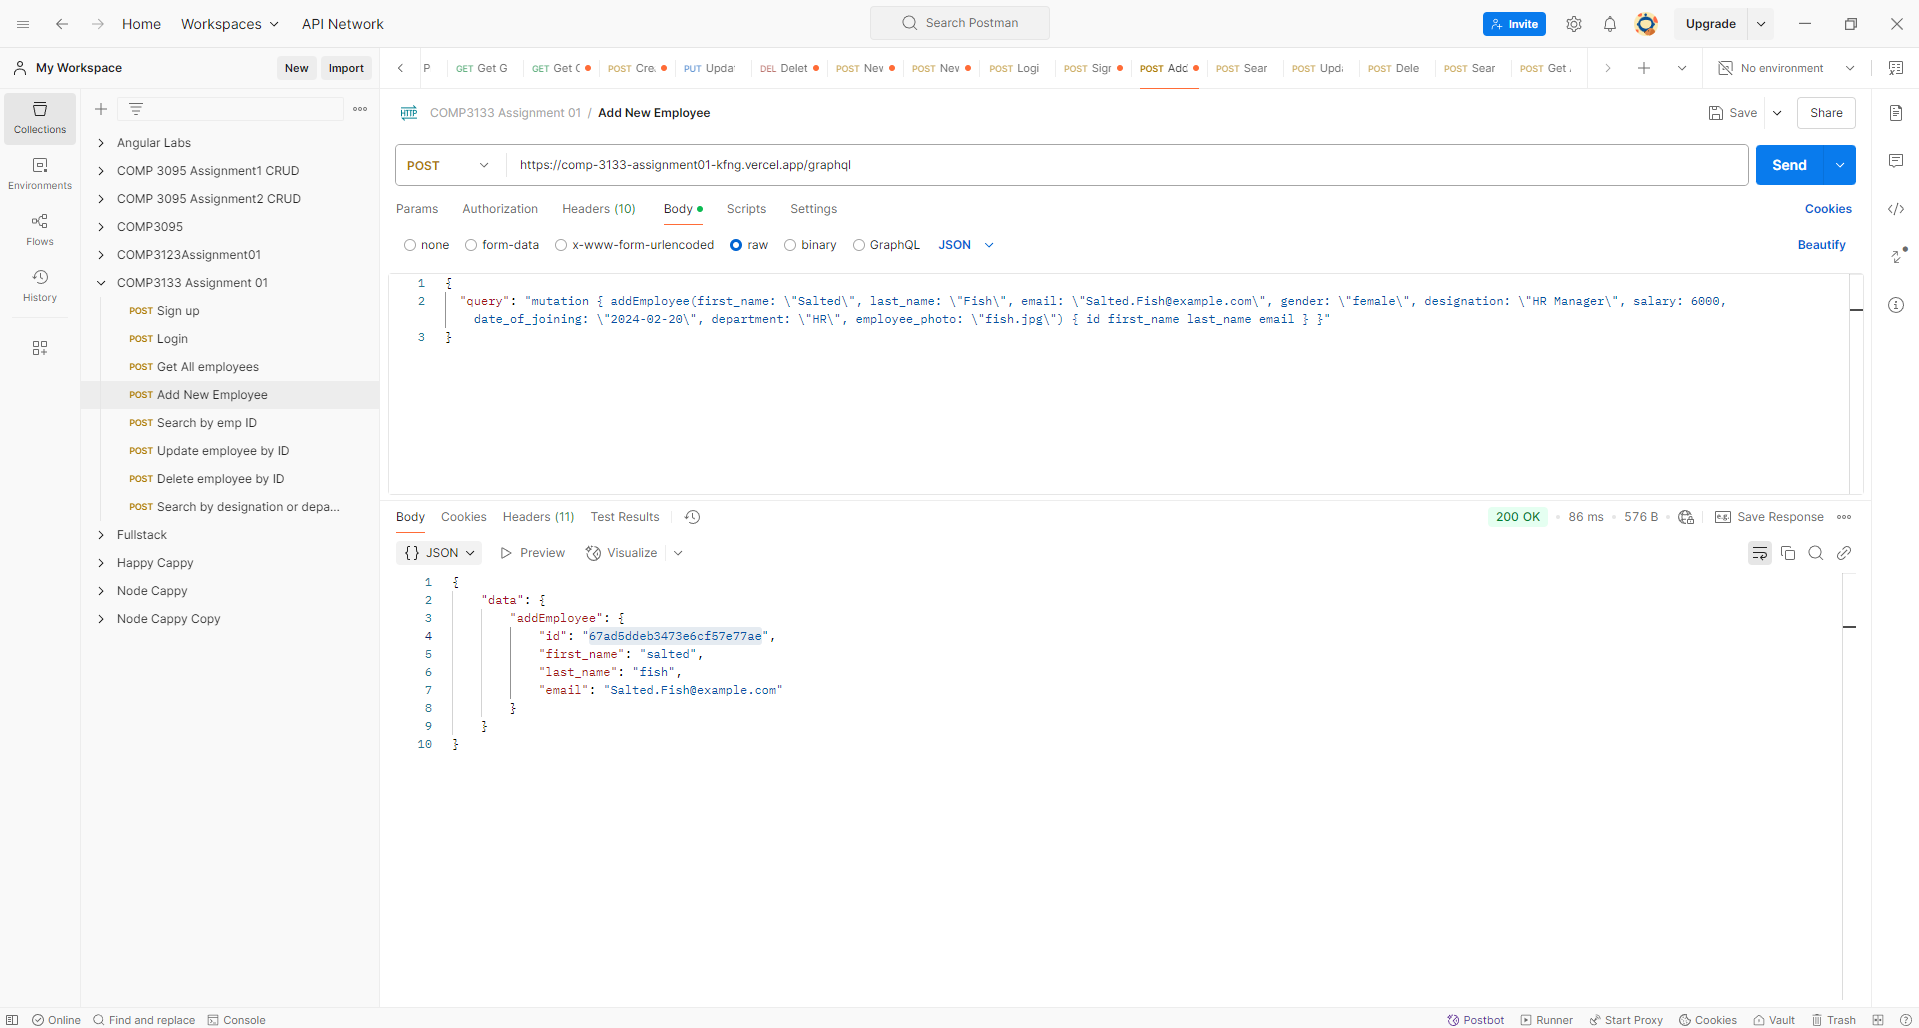 Home
Workspaces
API Network
Search Postman
Invite
Upgrade
My Workspace
New
Import
P
GET Get G
GET Get C
POST Cre
PUT Upda
DEL Delet
POST Nev
POST Nev
POST Logi
POST Sign
POST Add
POST Sear
POST Upda
POST Dele
POST Sear
POST Get
No environment
Collections
Environments
Flows
History
Angular Labs
COMP 3095 Assignment1 CRUD
COMP 3095 Assignment2 CRUD
COMP3095
COMP3123Assignment01
COMP3133 Assignment 01
POST Sign up
POST Login
POST Get All employees
POST Add New Employee
POST Search by emp ID
POST Update employee by ID
POST Delete employee by ID
POST Search by designation or depa...
Fullstack
Happy Cappy
Node Cappy
Node Cappy Copy
HTTP COMP3133 Assignment 01 / Add New Employee
Save
Share
POST
https://comp-3133-assignment01-kfng.vercel.app/graphql
Send
Params
Authorization
Headers (10)
Body
Scripts
Settings
Cookies
none
form-data
x-www-form-urlencoded
raw
binary
GraphQL
JSON
Beautify
1 {
2 "query": "mutation { addEmployee(first_name: \"Salted\", last_name: \"Fish\", email: \"Salted.Fish@example.com\", gender: \"female\", designation: \"HR Manager\", salary: 6000,
date_of_joining: \"2024-02-20\", department: \"HR\", employee_photo: \"fish.jpg\") { id first_name last_name email } }"
3 }
Body
Cookies
Headers (11)
Test Results
200 OK
86 ms
576 B
e.g. Save Response
{} JSON
Preview
Visualize
1 {
2 "data": {
3 "addEmployee": {
4 "id": "67ad5ddeb3473e6cf57e77ae",
5 "first_name": "salted",
6 "last_name": "fish",
7 "email": "Salted.Fish@example.com"
8 }
9 }
10 }
Online
Find and replace
Console
Postbot
Runner
Start Proxy
Cookies
Vault
Trash